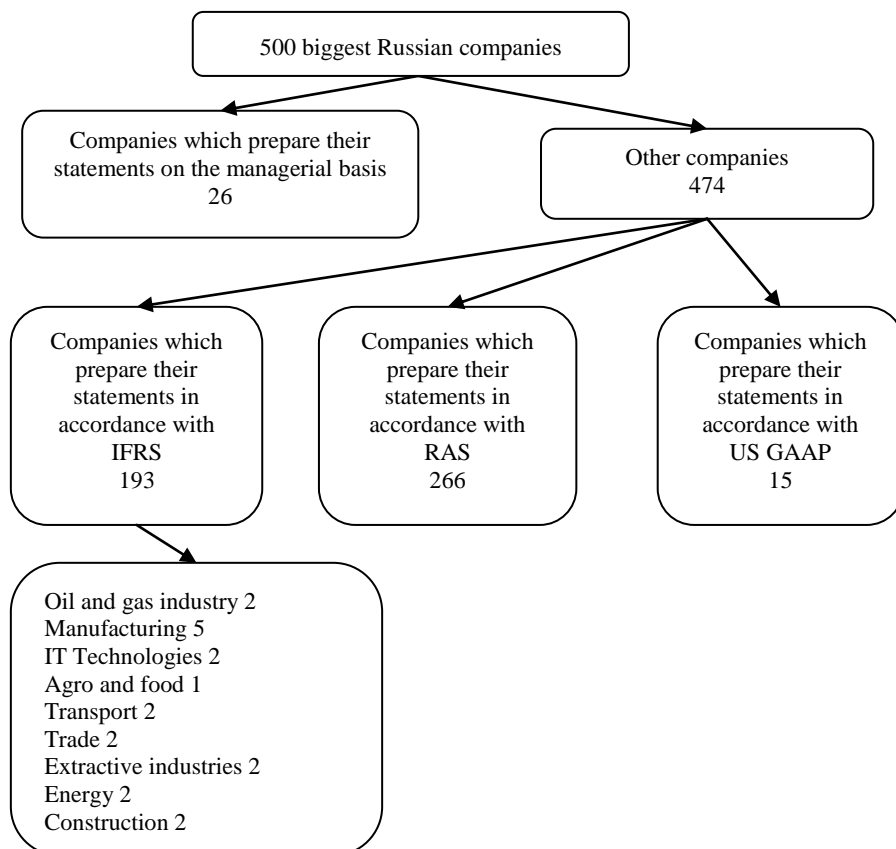 500 biggest Russian companies
Companies which prepare their
statements on the managerial basis
26
Other companies
474
Companies which
prepare their
statements in
accordance with
IFRS
193
Companies which
prepare their
statements in
accordance with
RAS
266
Companies which
prepare their
statements in
accordance with
US GAAP
15
Oil and gas industry 2
Manufacturing 5
IT Technologies 2
Agro and food 1
Transport 2
Trade 2
Extractive industries 2
Energy 2
Construction 2